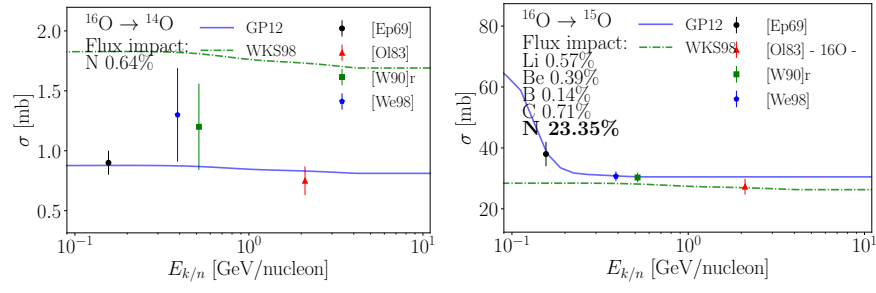 ¹⁶O → ¹⁴O
Flux impact:
N 0.64%
GP12
WKS98
[Ep69]
[Ol83]
[W90]r
[We98]
σ [mb]
2.0
1.5
1.0
0.5
10⁻¹
10⁰
10¹
E_{k/n} [GeV/nucleon]
¹⁶O → ¹⁵O
Flux impact:
Li 0.57%
Be 0.39%
B 0.14%
C 0.71%
N 23.35%
GP12
WKS98
[Ep69]
[Ol83] - 16O -
[W90]r
[We98]
σ [mb]
80
60
40
20
10⁻¹
10⁰
10¹
E_{k/n} [GeV/nucleon]